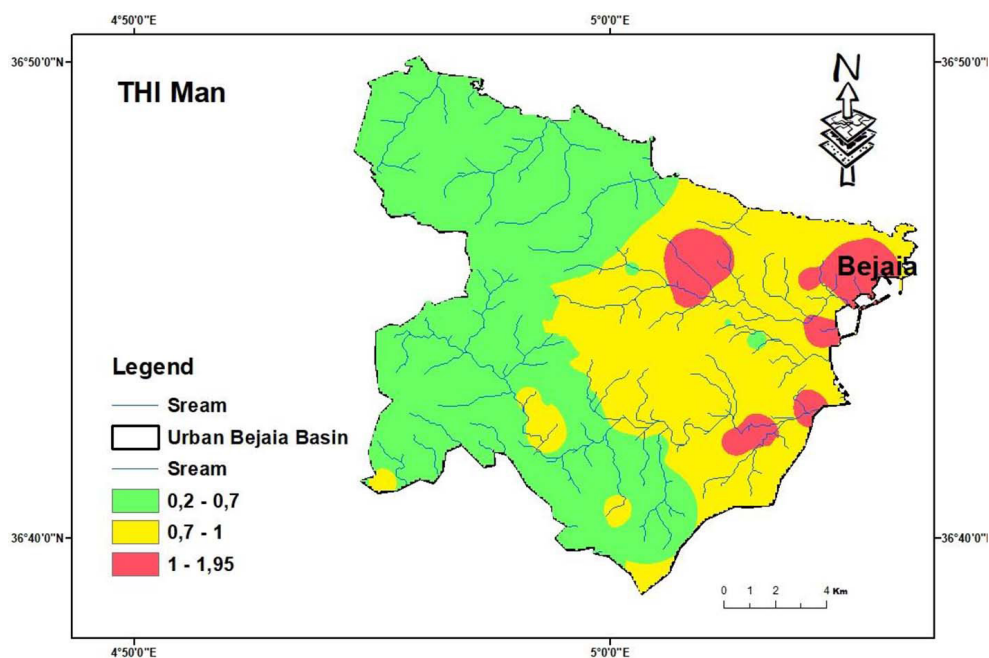 4°50'0"E 5°0'0"E
36°50'0"N 36°50'0"N
THI Man
N
Bejaia
Legend
Sream
Urban Bejaia Basin
Sream
0,2 - 0,7
0,7 - 1
1 - 1,95
36°40'0"N 36°40'0"N
0 1 2 4 Km
4°50'0"E 5°0'0"E